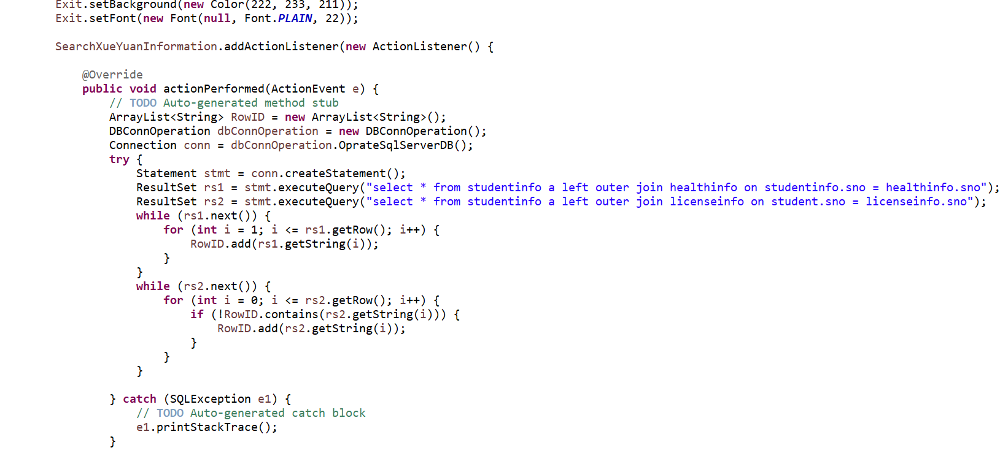 Exit.setBackground(new Color(222, 233, 211));
Exit.setFont(new Font(null, Font.PLAIN, 22));
SearchXueYuanInformation.addActionListener(new ActionListener() {
@Override
public void actionPerformed(ActionEvent e) {
// TODO Auto-generated method stub
ArrayList<String> RowID = new ArrayList<String>();
DBConnOperation dbConnOperation = new DBConnOperation();
Connection conn = dbConnOperation.OprateSqlServerDB();
try {
Statement stmt = conn.createStatement();
ResultSet rs1 = stmt.executeQuery("select * from studentinfo a left outer join healthinfo on studentinfo.sno = healthinfo.sno");
ResultSet rs2 = stmt.executeQuery("select * from studentinfo a left outer join licenseinfo on student.sno = licenseinfo.sno");
while (rs1.next()) {
for (int i = 1; i <= rs1.getRow(); i++) {
RowID.add(rs1.getString(i));
}
}
while (rs2.next()) {
for (int i = 0; i <= rs2.getRow(); i++) {
if (!RowID.contains(rs2.getString(i))) {
RowID.add(rs2.getString(i));
}
}
}
} catch (SQLException e1) {
// TODO Auto-generated catch block
e1.printStackTrace();
}